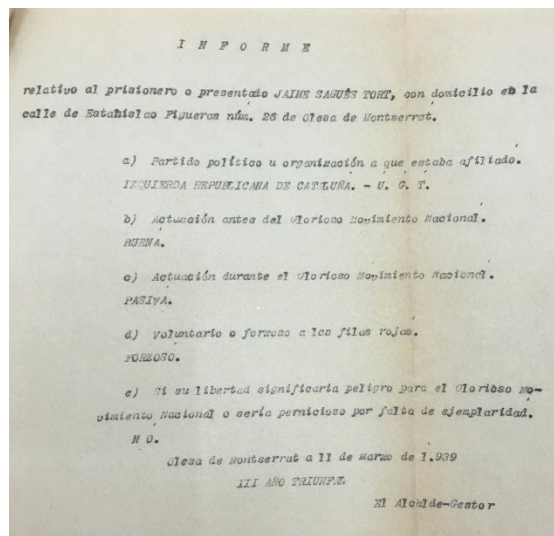 I N F O R M E
relativo al prisionero o presentado JAIME SAGUÉS TORT, con domicilio en la
calle de Estanislao Figueras núm. 26 de Olesa de Montserrat.
a) Partido político u organización a que estaba afiliado.
IZQUIERDA REPUBLICANA DE CATALUÑA. - U. G. T.
b) Actuación antes del Glorioso Movimiento Nacional.
BUENA.
c) Actuación durante el Glorioso Movimiento Nacional.
PASIVA.
d) Voluntario o forzoso a las filas rojas.
FORZOSO.
e) Si su libertad significaría peligro para el Glorioso Mo-
vimiento Nacional o sería pernicioso por falta de ejemplaridad.
N O.
Olesa de Montserrat a 11 de Marzo de 1.939
III AÑO TRIUNFAL
El Alcalde-Gestor